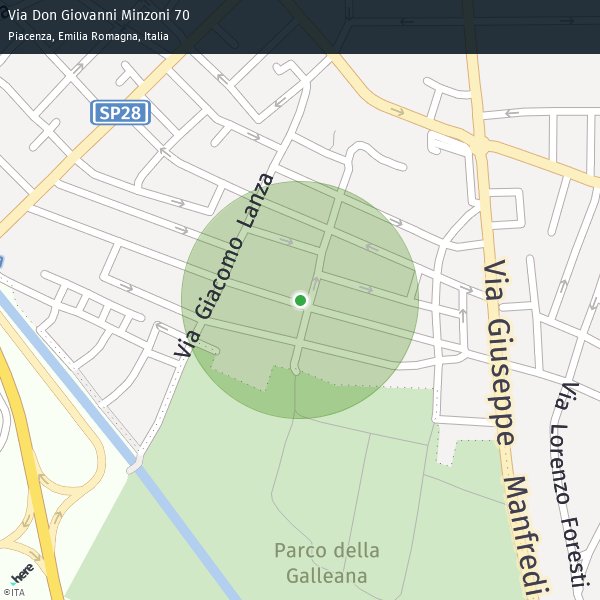 Via Don Giovanni Minzoni 70
Piacenza, Emilia Romagna, Italia
SP28
Via Giacomo Lanza
Via Giuseppe Manfredi
Via Lorenzo Foresti
Parco della
Galleana
here
©ITA